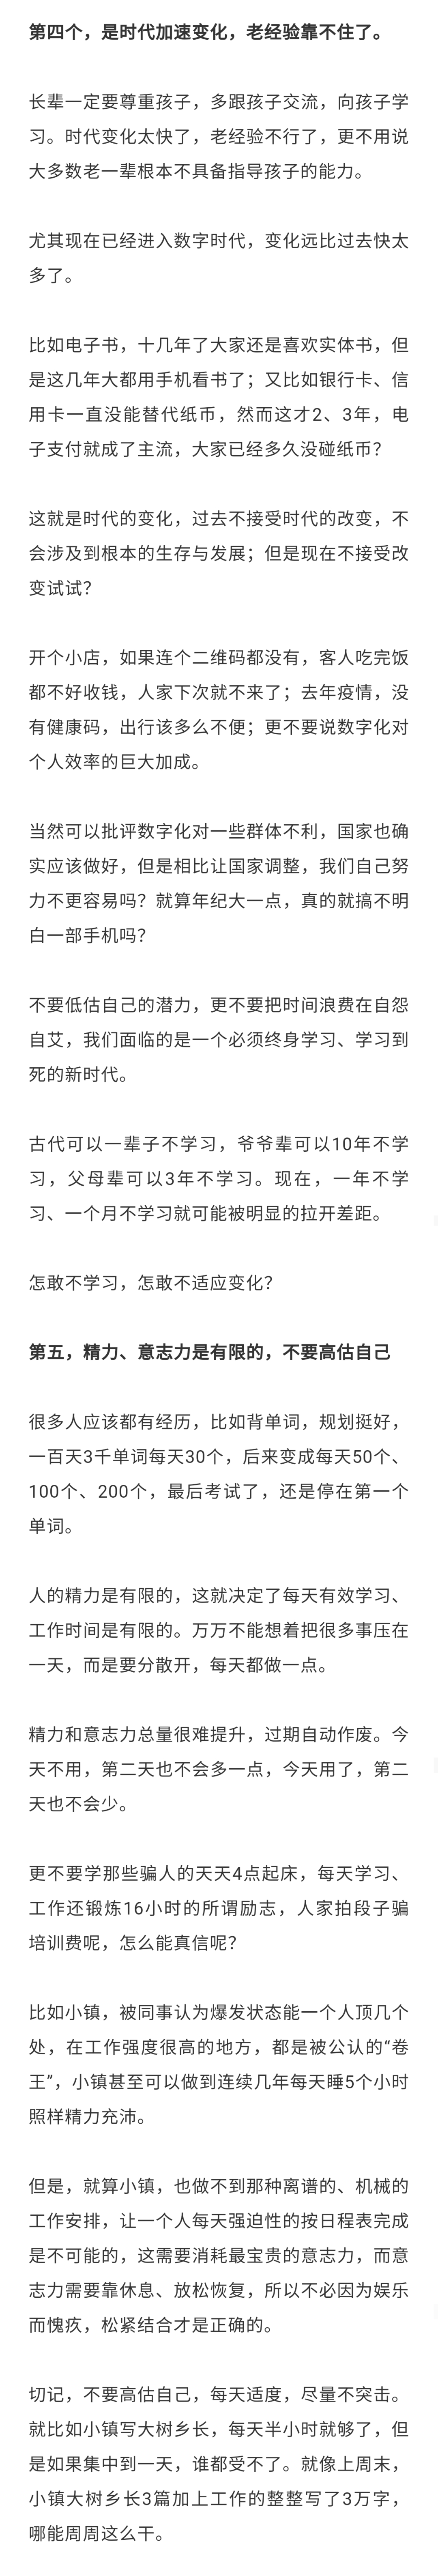 第四个，是时代加速变化，老经验靠不住了。
长辈一定要尊重孩子，多跟孩子交流，向孩子学
习。时代变化太快了，老经验不行了，更不用说
大多数老一辈根本不具备指导孩子的能力。
尤其现在已经进入数字时代，变化远比过去快太
多了。
比如电子书，十几年了大家还是喜欢实体书，但
是这几年大都用手机看书了；又比如银行卡、信
用卡一直没能替代纸币，然而这才2、3年，电
子支付就成了主流，大家已经多久没碰纸币？
这就是时代的变化，过去不接受时代的改变，不
会涉及到根本的生存与发展；但是现在不接受改
变试试？
开个小店，如果连个二维码都没有，客人吃完饭
都不好收钱，人家下次就不来了；去年疫情，没
有健康码，出行该多么不便；更不要说数字化对
个人效率的巨大加成。
当然可以批评数字化对一些群体不利，国家也确
实应该做好，但是相比让国家调整，我们自己努
力不更容易吗？就算年纪大一点，真的就搞不明
白一部手机吗？
不要低估自己的潜力，更不要把时间浪费在自怨
自艾，我们面临的是一个必须终身学习、学习到
死的新时代。
古代可以一辈子不学习，爷爷辈可以10年不学
习，父母辈可以3年不学习。现在，一年不学
习、一个月不学习就可能被明显的拉开差距。
怎敢不学习，怎敢不适应变化？
第五，精力、意志力是有限的，不要高估自己
很多人应该都有经历，比如背单词，规划挺好，
一百天3千单词每天30个，后来变成每天50个、
100个、200个，最后考试了，还是停在第一个
单词。
人的精力是有限的，这就决定了每天有效学习、
工作时间是有限的。万万不能想着把很多事压在
一天，而是要分散开，每天都做一点。
精力和意志力总量很难提升，过期自动作废。今
天不用，第二天也不会多一点，今天用了，第二
天也不会少。
更不要学那些骗人的天天4点起床，每天学习、
工作还锻炼16小时的所谓励志，人家拍段子骗
培训费呢，怎么能真信呢？
比如小镇，被同事认为爆发状态能一个人顶几个
处，在工作强度很高的地方，都是被公认的“卷
王”，小镇甚至可以做到连续几年每天睡5个小时
照样精力充沛。
但是，就算小镇，也做不到那种离谱的、机械的
工作安排，让一个人每天强迫性的按日程表完成
是不可能的，这需要消耗最宝贵的意志力，而意
志力需要靠休息、放松恢复，所以不必因为娱乐
而愧疚，松紧结合才是正确的。
切记，不要高估自己，每天适度，尽量不突击。
就比如小镇写大树乡长，每天半小时就够了，但
是如果集中到一天，谁都受不了。就像上周末，
小镇大树乡长3篇加上工作的整整写了3万字，
哪能周周这么干。